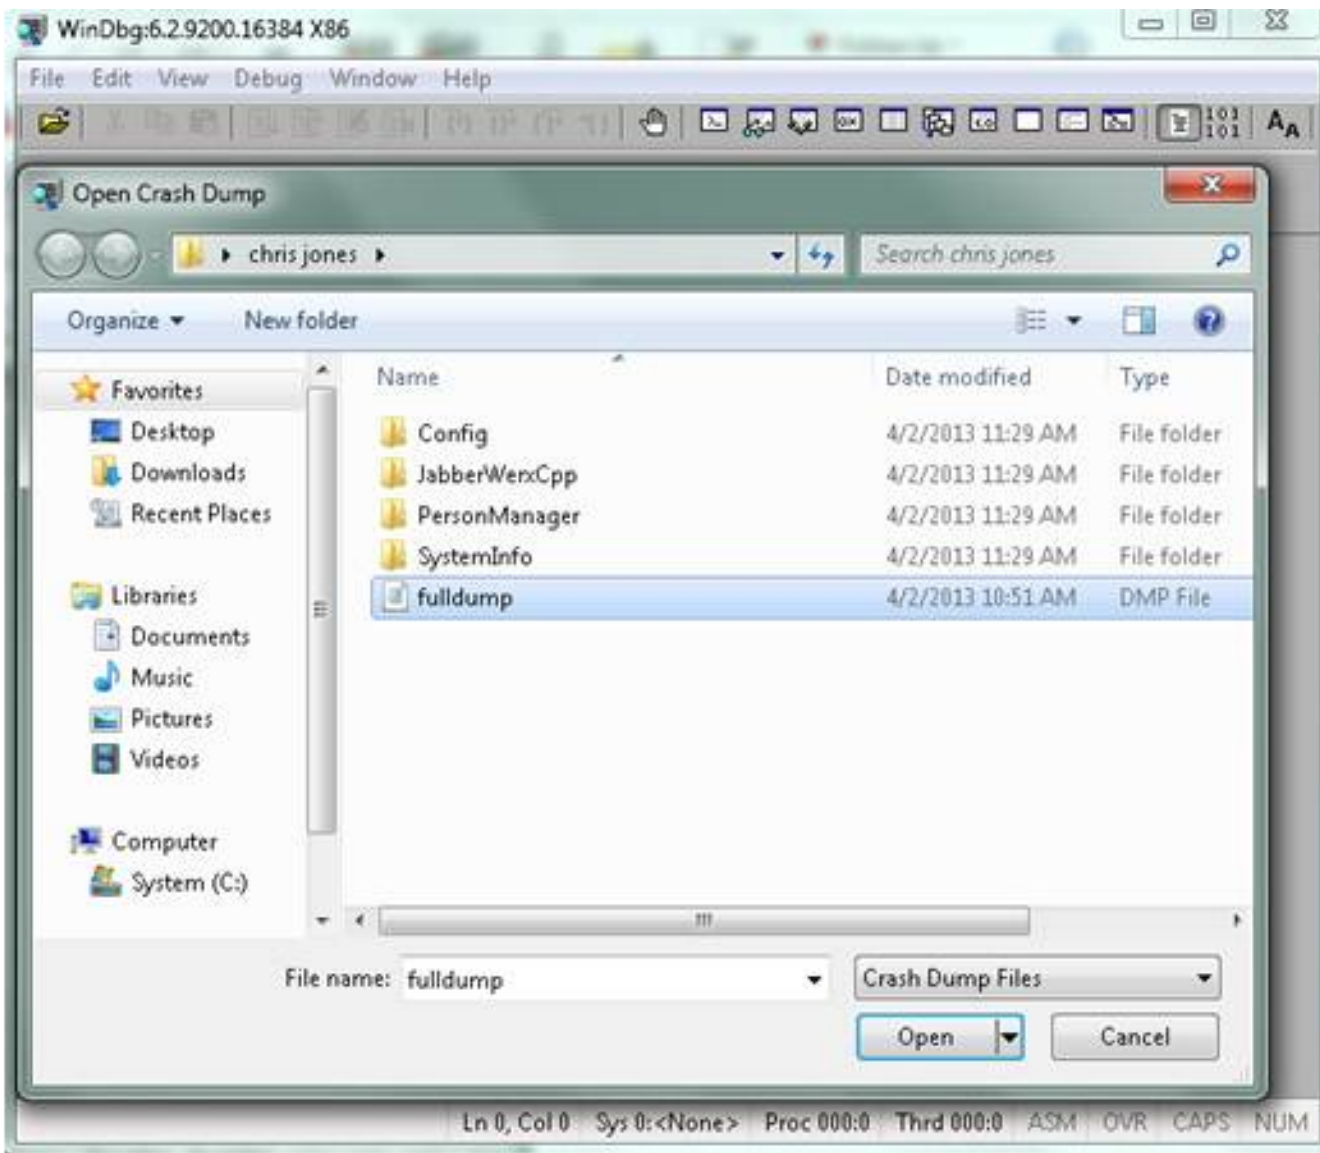 WinDbg:6.2.9200.16384 X86
File Edit View Debug Window Help
Open Crash Dump
chris jones
Search chris jones
Organize New folder
Name Date modified Type
Favorites
Desktop
Downloads
Recent Places
Libraries
Documents
Music
Pictures
Videos
Computer
System (C:)
Config 4/2/2013 11:29 AM File folder
JabberWerxCpp 4/2/2013 11:29 AM File folder
PersonManager 4/2/2013 11:29 AM File folder
SystemInfo 4/2/2013 11:29 AM File folder
fulldump 4/2/2013 10:51 AM DMP File
File name: fulldump Crash Dump Files
Open Cancel
Ln 0, Col 0 Sys 0:<None> Proc 000:0 Thrd 000:0 ASM OVR CAPS NUM